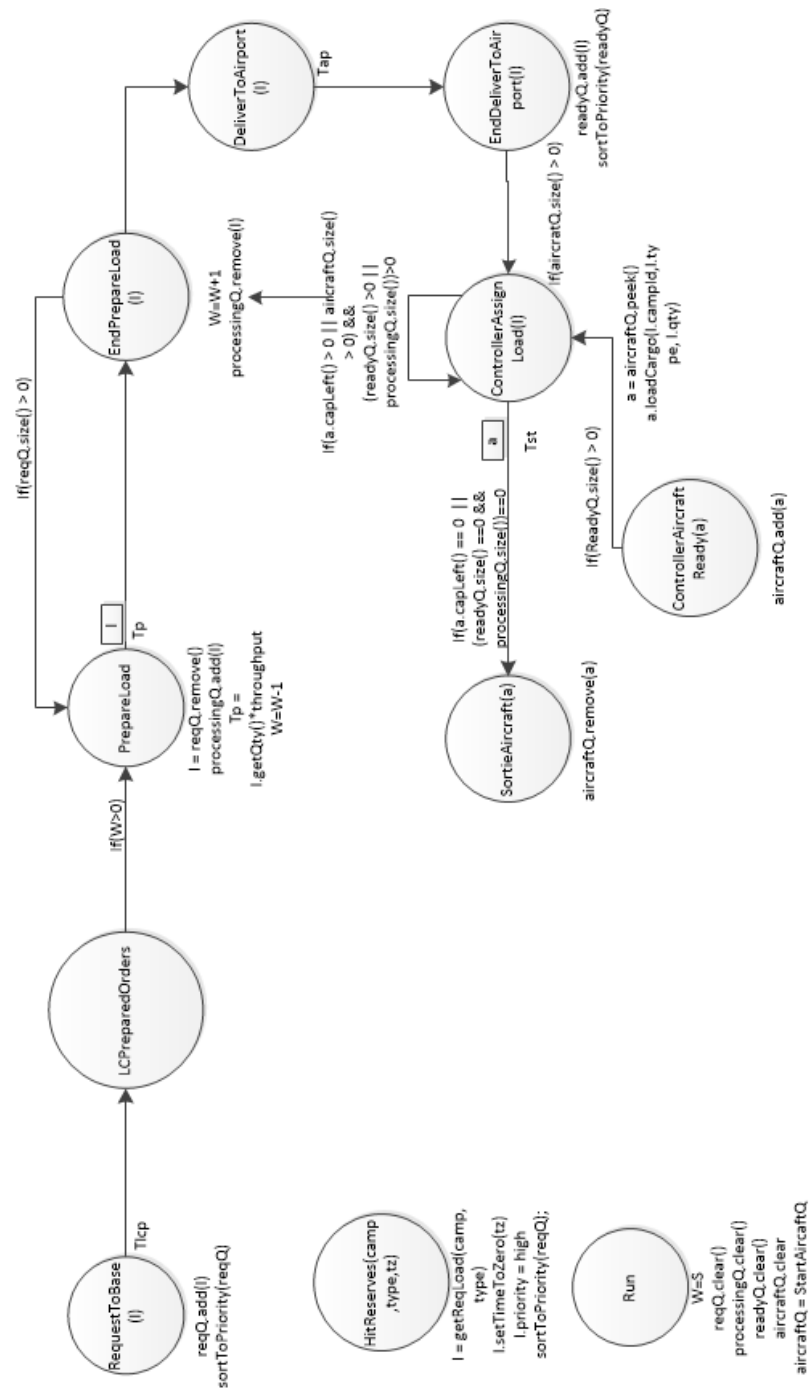 RequestToBase
(l)
reqQ.add(l)
sortToPriority(reqQ)
Tlcp
LCPreparedOrders
If(W>0)
PrepareLoad
l = reqQ.remove()
processingQ.add(l)
Tp =
l.getQty()*throughput
W=W-1
l
Tp
If(reqQ.size() > 0)
EndPrepareLoad
(l)
W=W+1
processingQ.remove(l)
DeliverToAirport
(l)
Tap
EndDeliverToAir
port(l)
readyQ.add(l)
sortToPriority(readyQ)
If(aircratQ.size() > 0)
If(a.capLeft() > 0 || aircraftQ.size()
> 0) &&
(readyQ.size() >0 ||
processingQ.size())>0
ControllerAssign
Load(l)
a = aircraftQ.peek()
a.loadCargo(l.campId,l.ty
pe, l.qty)
a
Tst
If(a.capLeft() == 0 ||
(readyQ.size() ==0 &&
processingQ.size())==0
SortieAircraft(a)
aircraftQ.remove(a)
If(ReadyQ.size() > 0)
ControllerAircraft
Ready(a)
aircraftQ.add(a)
HitReserves(camp
,type,tz)
l = getReqLoad(camp,
type)
l.setTimeToZero(tz)
l.priority = high
sortToPriority(reqQ);
Run
W=S
reqQ.clear()
processingQ.clear()
readyQ.clear()
aircraftQ.clear
aircraftQ = StartAircaftQ